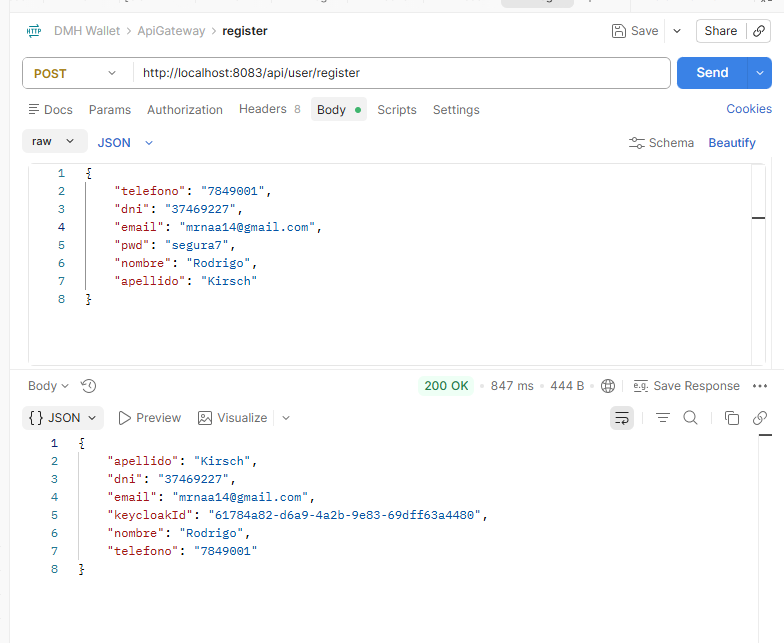 HTTP DMH Wallet > ApiGateway > register Save Share
POST http://localhost:8083/api/user/register Send
Docs Params Authorization Headers 8 Body Scripts Settings Cookies
raw JSON Schema Beautify
1 {
2 "telefono": "7849001",
3 "dni": "37469227",
4 "email": "mrnaa14@gmail.com",
5 "pwd": "segura7",
6 "nombre": "Rodrigo",
7 "apellido": "Kirsch"
8 }
Body 200 OK • 847 ms • 444 B • e.g. Save Response •••
{} JSON Preview Visualize
1 {
2 "apellido": "Kirsch",
3 "dni": "37469227",
4 "email": "mrnaa14@gmail.com",
5 "keycloakId": "61784a82-d6a9-4a2b-9e83-69dff63a4480",
6 "nombre": "Rodrigo",
7 "telefono": "7849001"
8 }